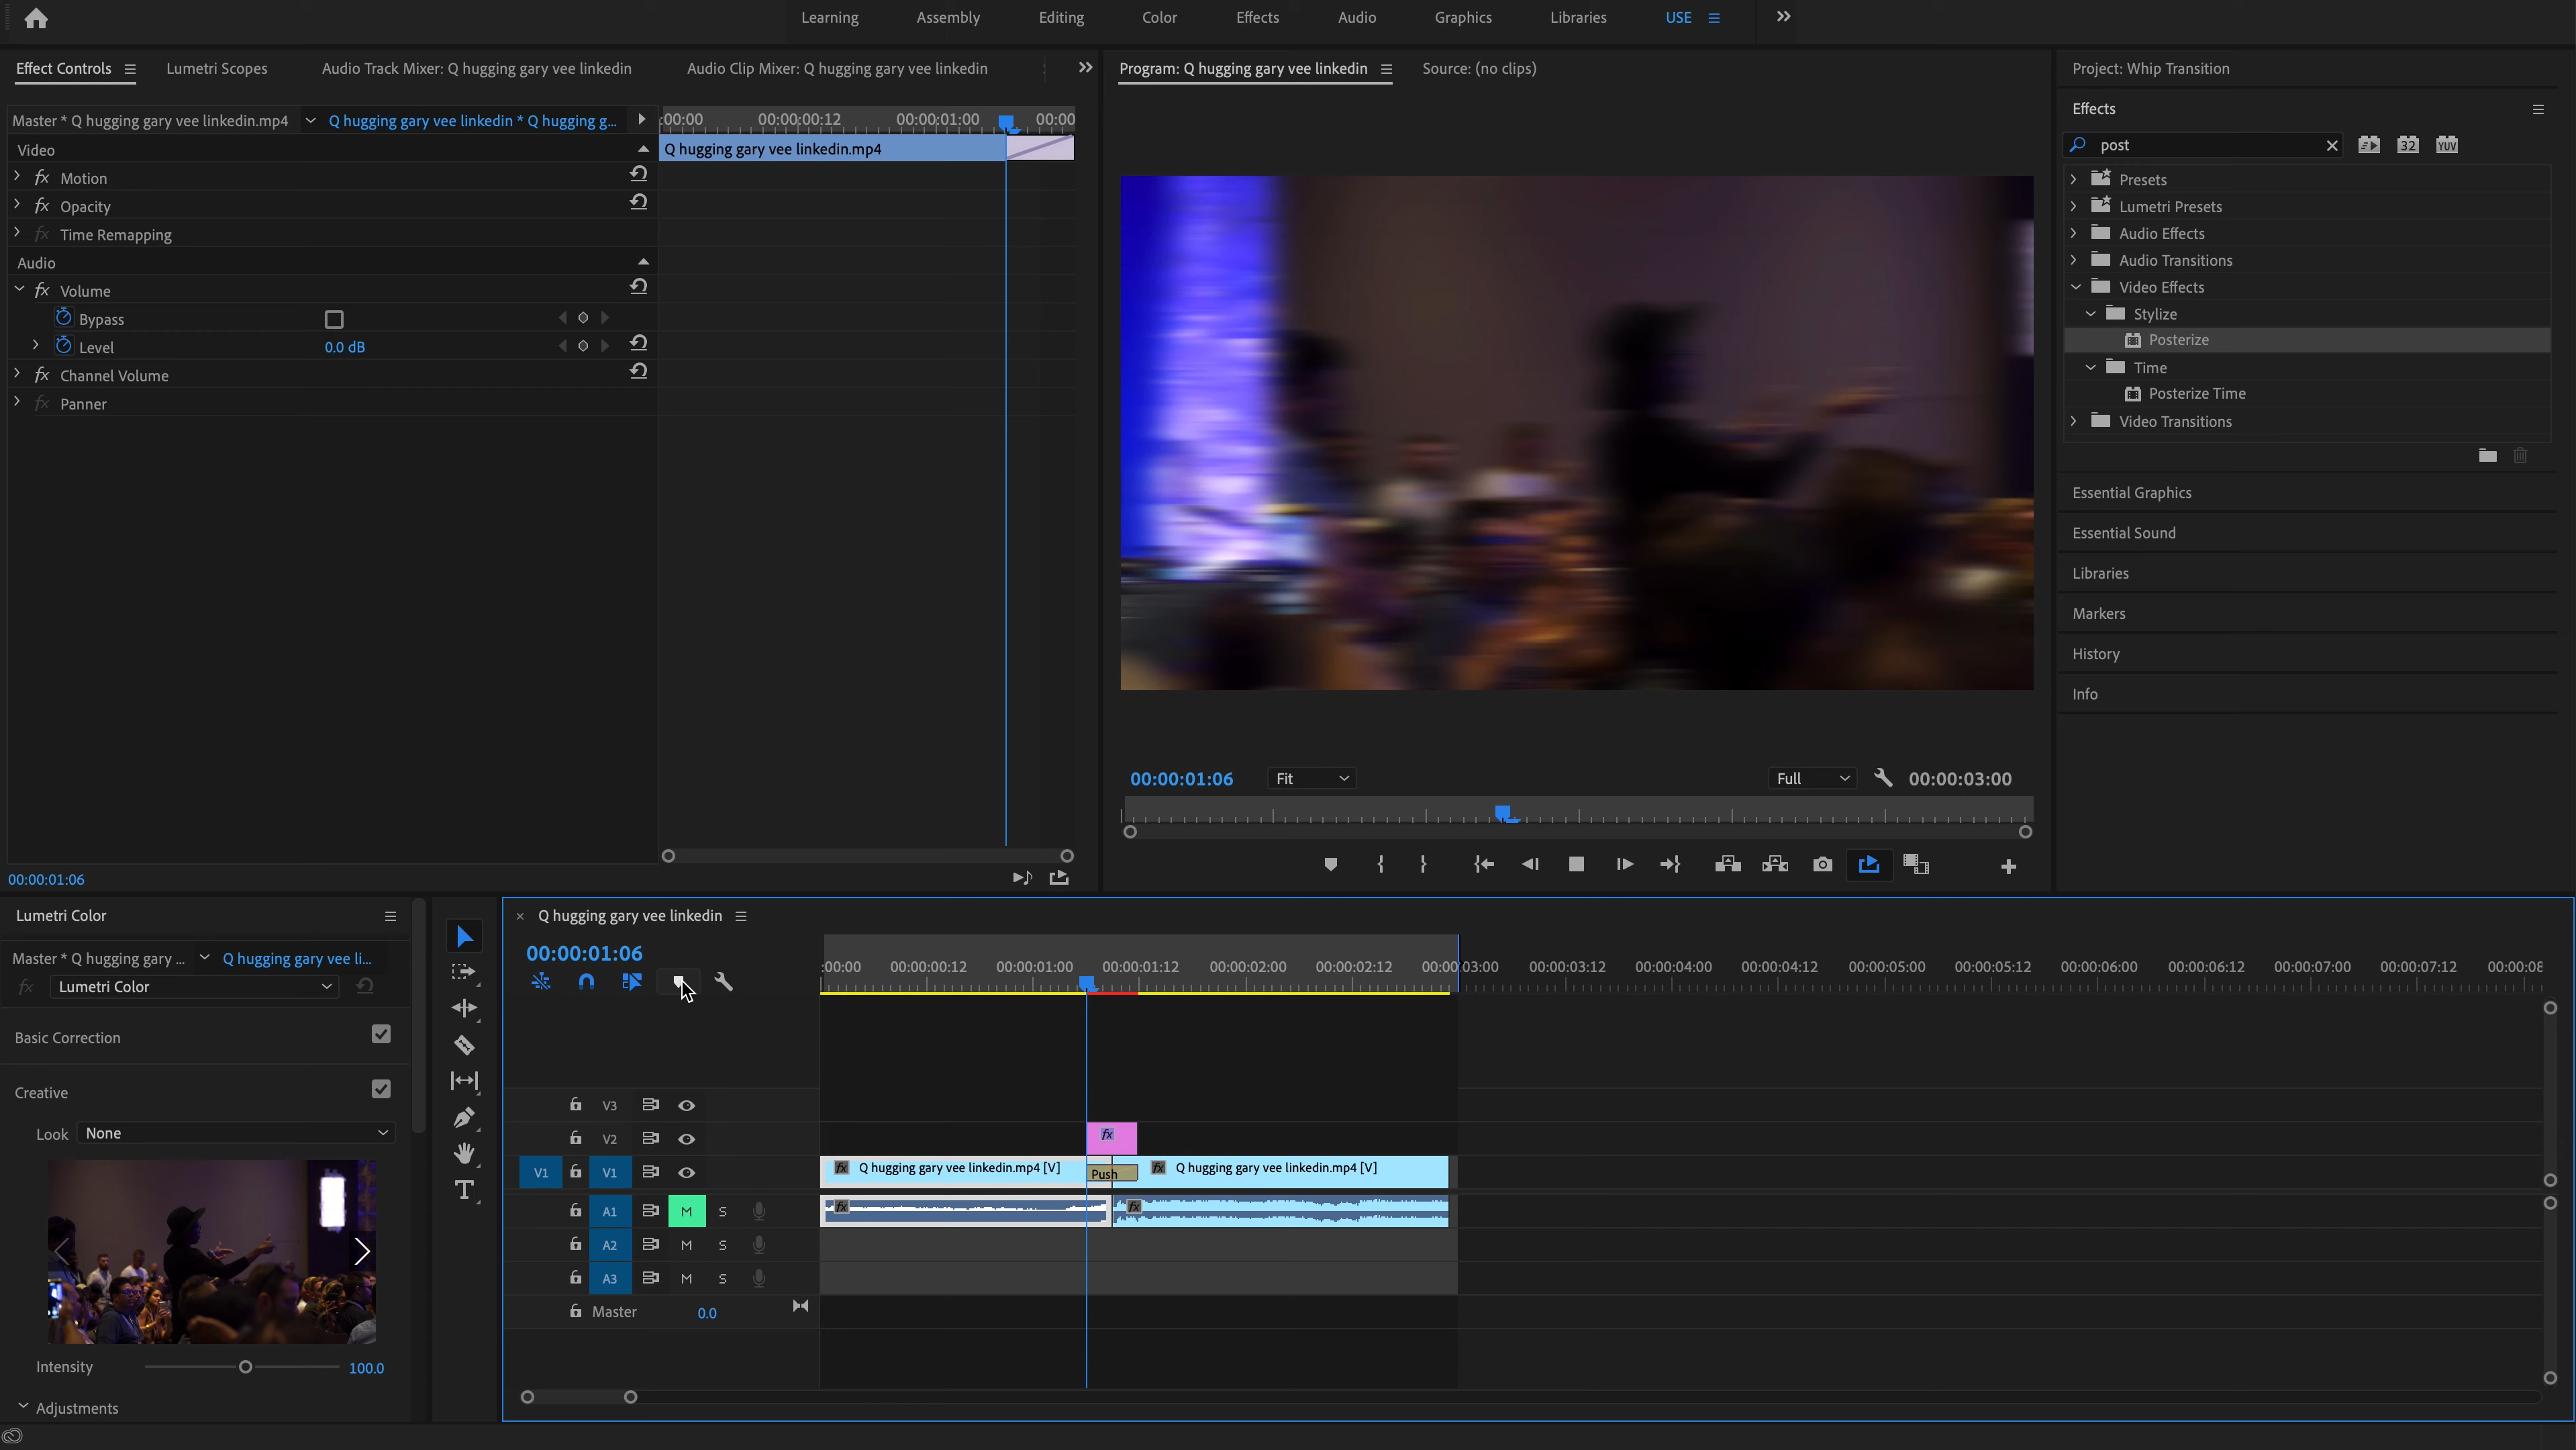 Learning Assembly Editing Color Effects Audio Graphics Libraries USE
Effect Controls Lumetri Scopes Audio Track Mixer: Q hugging gary vee linkedin Audio Clip Mixer: Q hugging gary vee linkedin
Program: Q hugging gary vee linkedin Source: (no clips)
Project: Whip Transition
Effects
post 32 YUV
Presets
Lumetri Presets
Audio Effects
Audio Transitions
Video Effects
Stylize
Posterize
Time
Posterize Time
Video Transitions
Essential Graphics
Essential Sound
Libraries
Markers
History
Info
Master * Q hugging gary vee linkedin.mp4 Q hugging gary vee linkedin * Q hugging g...
:00:00 00:00:00:12 00:00:01:00 00:00
Q hugging gary vee linkedin.mp4
Video
fx Motion
fx Opacity
fx Time Remapping
Audio
fx Volume
Bypass
Level 0.0 dB
fx Channel Volume
fx Panner
00:00:01:06
00:00:01:06 Fit Full 00:00:03:00
Lumetri Color
Master * Q hugging gary ... Q hugging gary vee li...
fx Lumetri Color
Basic Correction
Creative
Look None
Intensity 100.0
Adjustments
× Q hugging gary vee linkedin
00:00:01:06
:00:00 00:00:00:12 00:00:01:00 00:00:01:12 00:00:02:00 00:00:02:12 00:00:03:00 00:00:03:12 00:00:04:00 00:00:04:12 00:00:05:00 00:00:05:12 00:00:06:00 00:00:06:12 00:00:07:00 00:00:07:12 00:00:08
V3
V2 fx
V1 V1 fx Q hugging gary vee linkedin.mp4 [V] Push fx Q hugging gary vee linkedin.mp4 [V]
A1 M S fx fx
A2 M S
A3 M S
Master 0.0